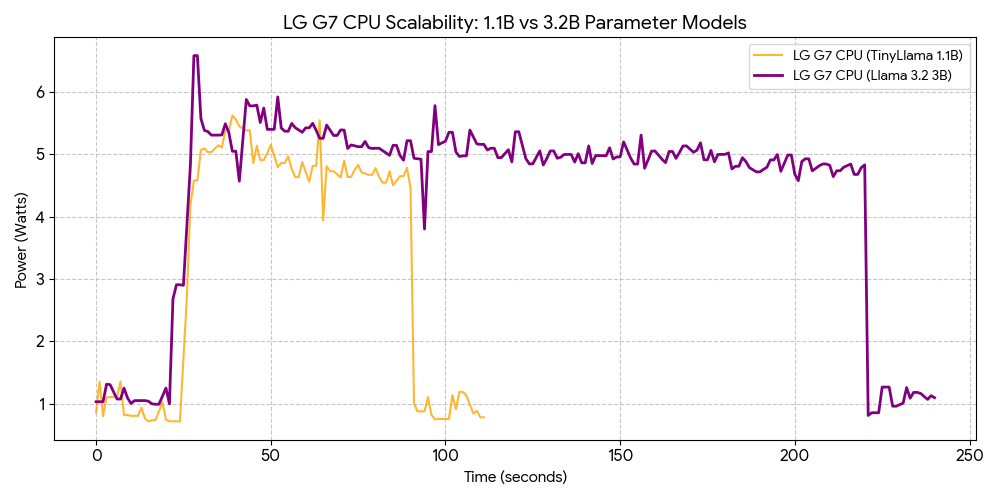 LG G7 CPU Scalability: 1.1B vs 3.2B Parameter Models
LG G7 CPU (TinyLlama 1.1B)
LG G7 CPU (Llama 3.2 3B)
Power (Watts)
6
5
4
3
2
1
0
50
100
150
200
250
Time (seconds)